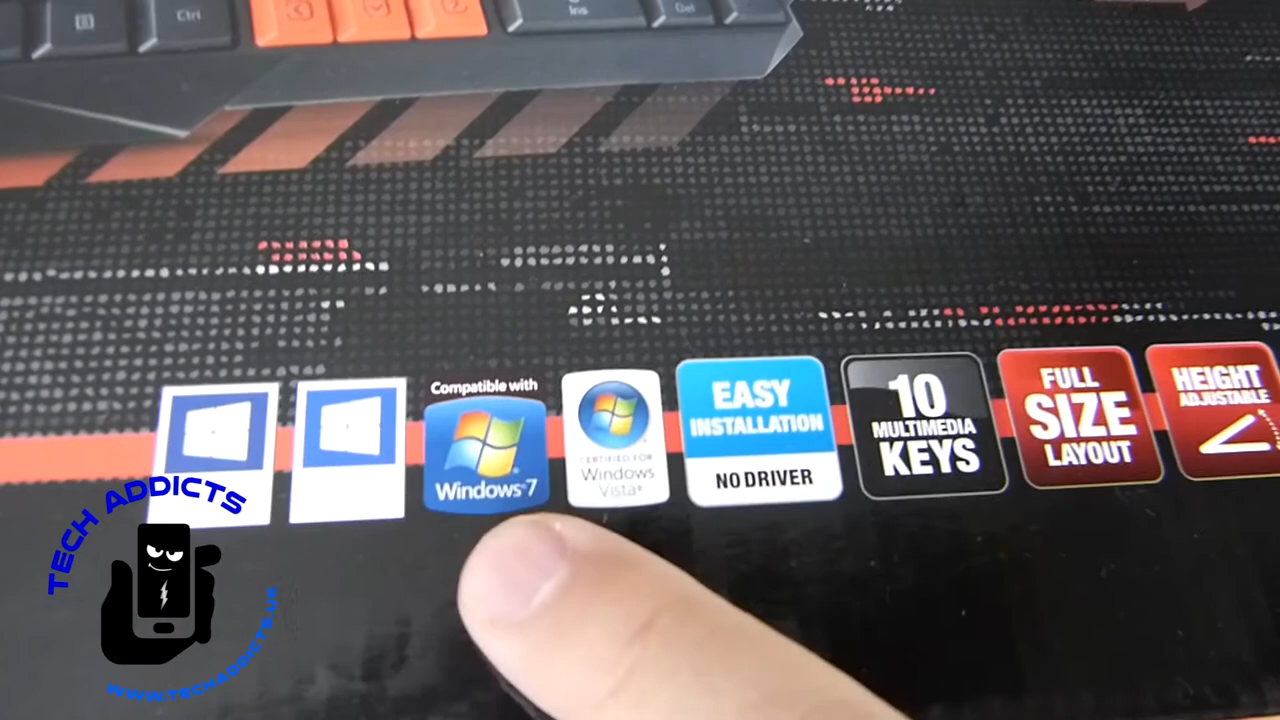 Ctrl
Ins
Del
Compatible with
Windows 7
CERTIFIED FOR
Windows
Vista
EASY
INSTALLATION
NO DRIVER
10
MULTIMEDIA
KEYS
FULL
SIZE
LAYOUT
HEIGHT
ADJUSTABLE
TECH ADDICTS
WWW.TECHADDICTS.UK